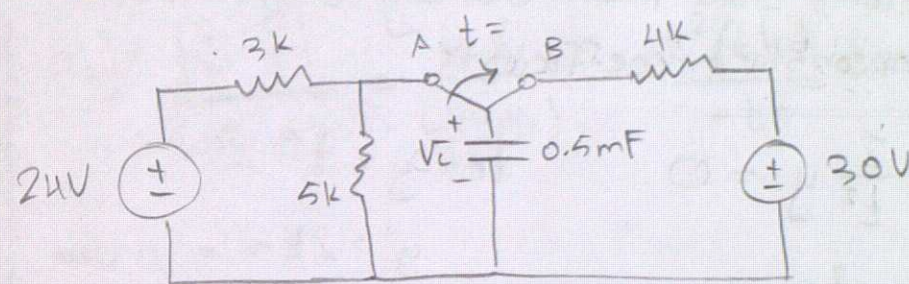 3k
A t= B
4k
24V
+
-
5k
+
Vc
-
0.5mF
+
-
30V